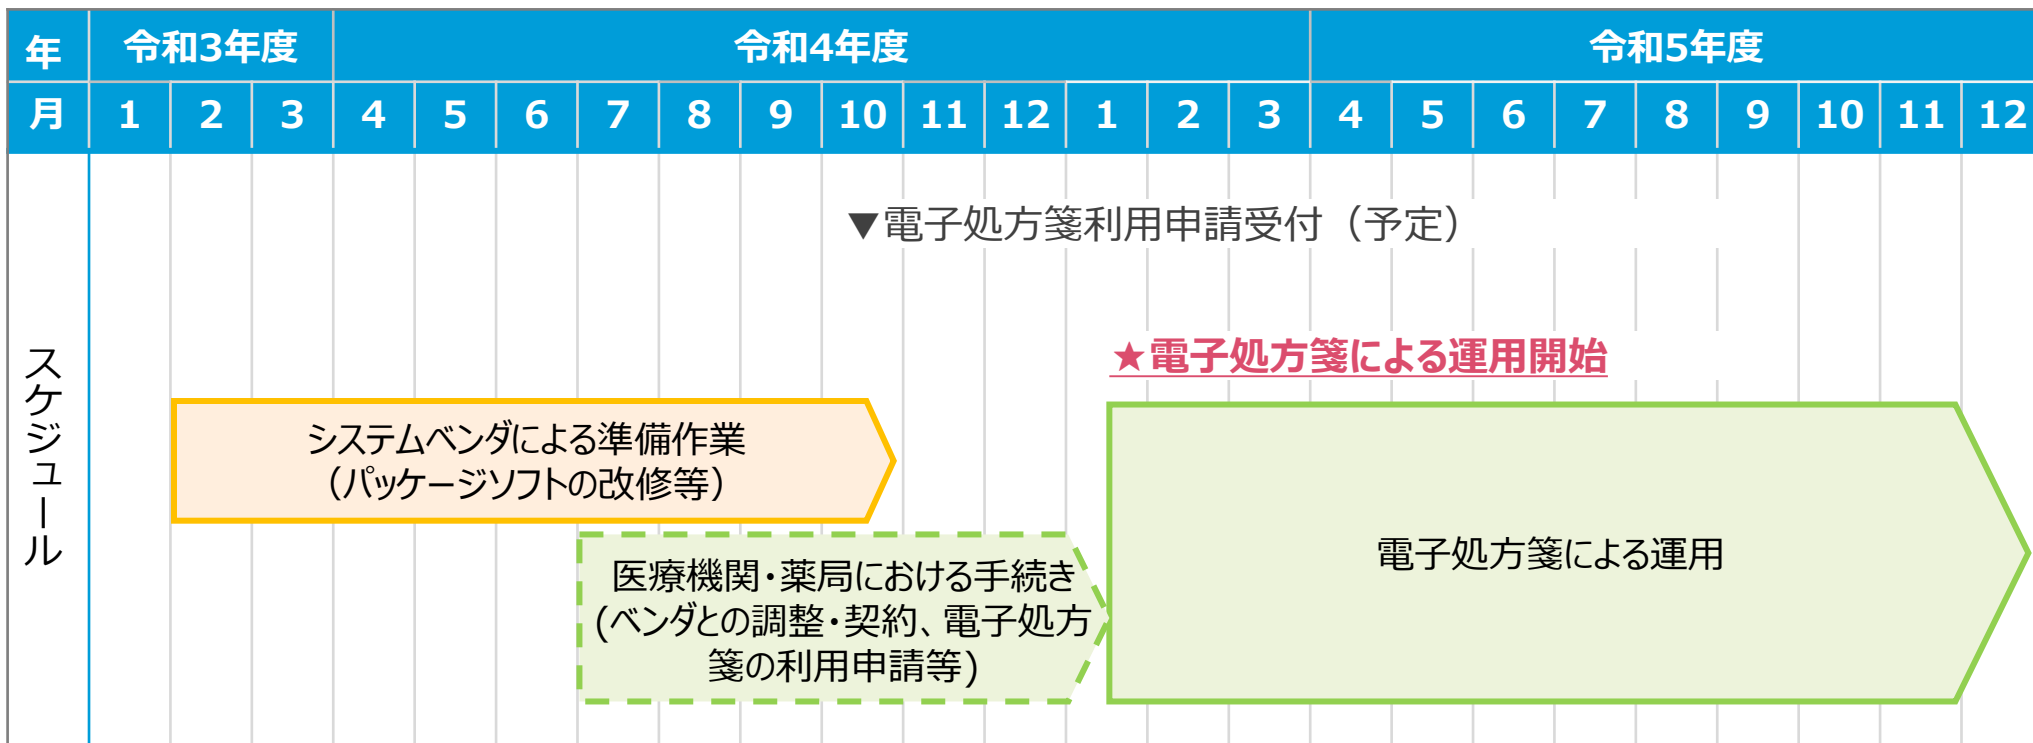 年 令和3年度 令和4年度 令和5年度
月 1 2 3 4 5 6 7 8 9 10 11 12 1 2 3 4 5 6 7 8 9 10 11 12
スケジュール
▼電子処方箋利用申請受付（予定）
★電子処方箋による運用開始
システムベンダによる準備作業
（パッケージソフトの改修等）
医療機関・薬局における手続き
(ベンダとの調整・契約、電子処方
箋の利用申請等)
電子処方箋による運用